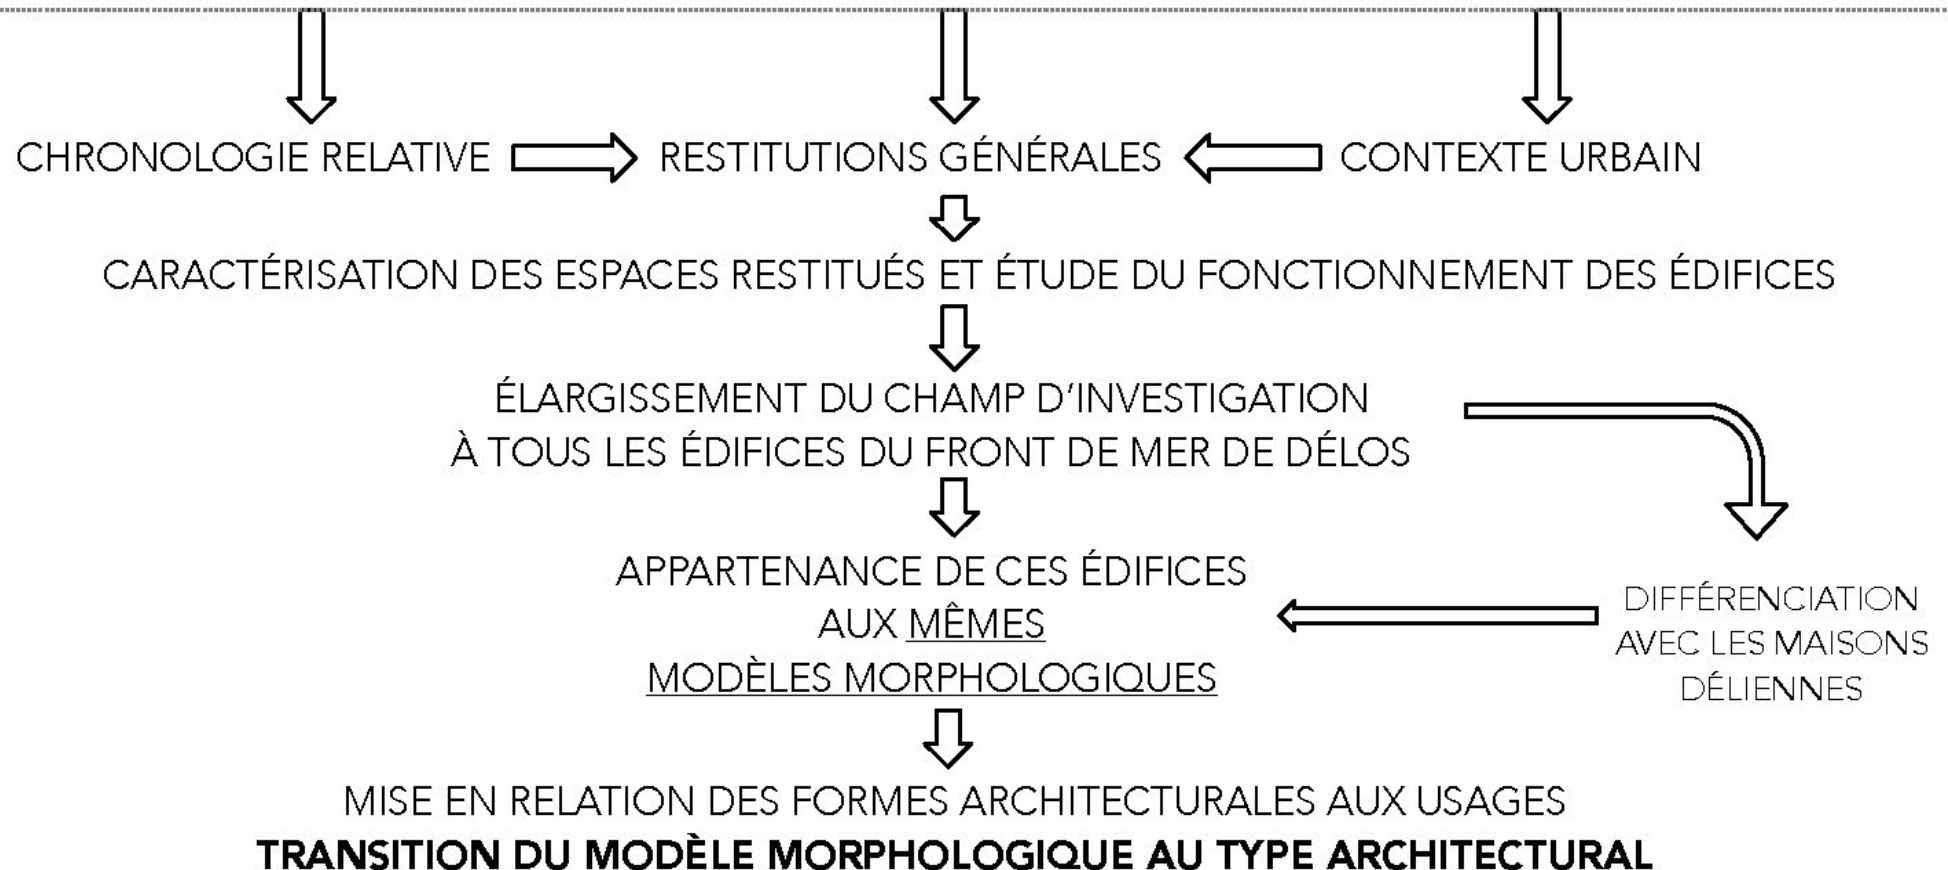 CHRONOLOGIE RELATIVE RESTITUTIONS GÉNÉRALES CONTEXTE URBAIN
CARACTÉRISATION DES ESPACES RESTITUÉS ET ÉTUDE DU FONCTIONNEMENT DES ÉDIFICES
ÉLARGISSEMENT DU CHAMP D'INVESTIGATION
À TOUS LES ÉDIFICES DU FRONT DE MER DE DÉLOS
APPARTENANCE DE CES ÉDIFICES
AUX MÊMES
MODÈLES MORPHOLOGIQUES
DIFFÉRENCIATION
AVEC LES MAISONS
DÉLIENNES
MISE EN RELATION DES FORMES ARCHITECTURALES AUX USAGES
TRANSITION DU MODÈLE MORPHOLOGIQUE AU TYPE ARCHITECTURAL